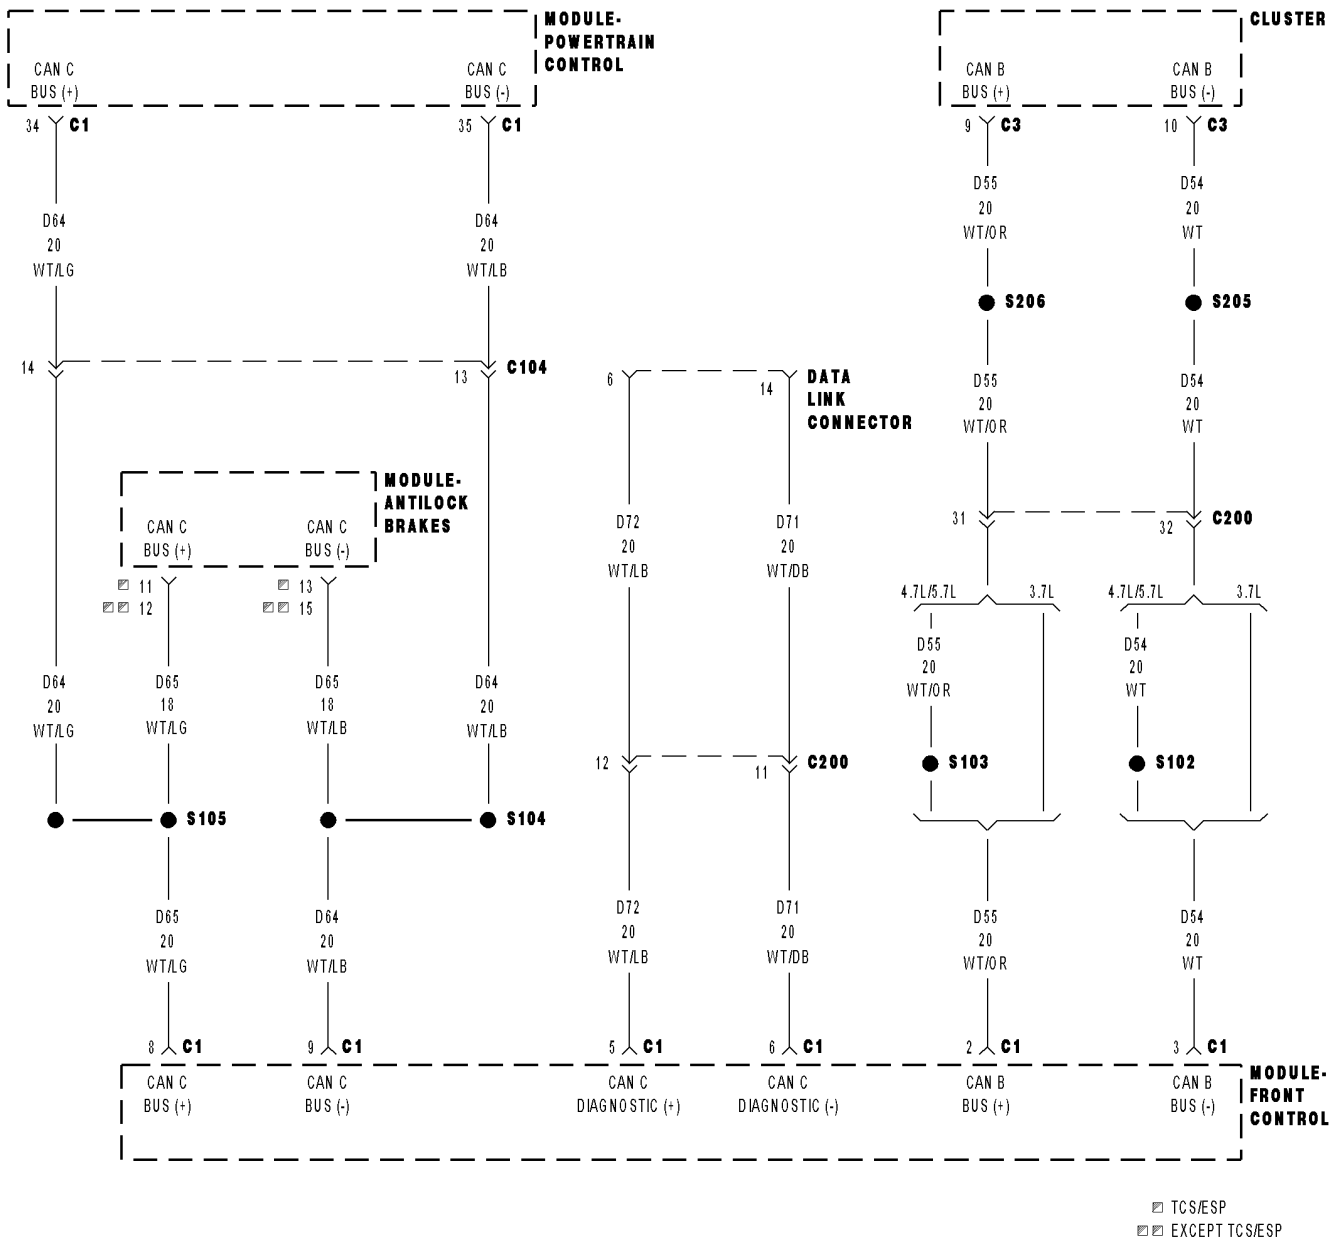 MODULE-
POWERTRAIN
CONTROL
CAN C
BUS (+)
CAN C
BUS (-)
34 C1
35 C1
D64
20
WT/LG
D64
20
WT/LB
14
13
C104
CLUSTER
CAN B
BUS (+)
CAN B
BUS (-)
9 C3
10 C3
D55
20
WT/OR
D54
20
WT
S206
S205
D55
20
WT/OR
D54
20
WT
31
32
C200
4.7L/5.7L
3.7L
4.7L/5.7L
3.7L
D55
20
WT/OR
D54
20
WT
S103
S102
D55
20
WT/OR
D54
20
WT
6
14
DATA
LINK
CONNECTOR
D72
20
WT/LB
D71
20
WT/DB
12
11
C200
D72
20
WT/LB
D71
20
WT/DB
MODULE-
ANTILOCK
BRAKES
CAN C
BUS (+)
CAN C
BUS (-)
11
12
13
15
D64
20
WT/LG
D65
18
WT/LG
D65
18
WT/LB
D64
20
WT/LB
S105
S104
D65
20
WT/LG
D64
20
WT/LB
8 C1
9 C1
5 C1
6 C1
2 C1
3 C1
CAN C
BUS (+)
CAN C
BUS (-)
CAN C
DIAGNOSTIC (+)
CAN C
DIAGNOSTIC (-)
CAN B
BUS (+)
CAN B
BUS (-)
MODULE-
FRONT
CONTROL
TCS/ESP
EXCEPT TCS/ESP